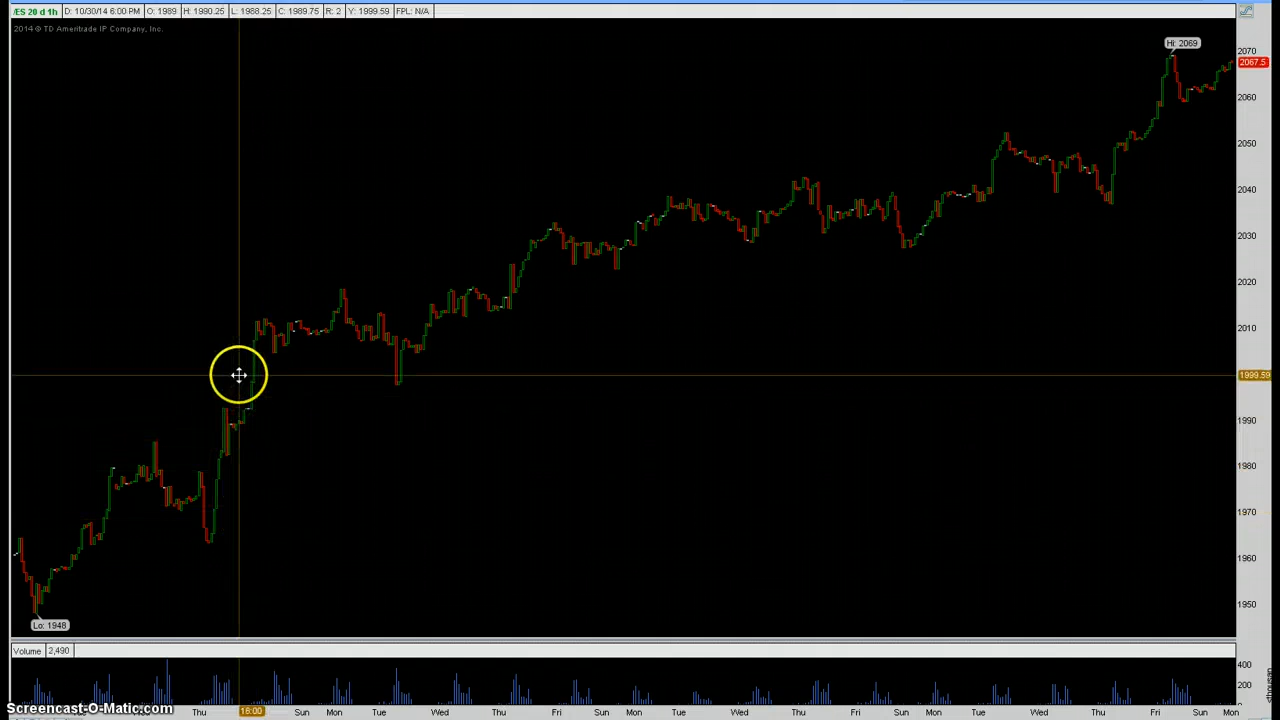 /ES 20 d 1h D: 10/30/14 6:00 PM O: 1989 H: 1990.25 L: 1988.25 C: 1989.75 R: 2 Y: 1999.59 FPL: N/A
2014 © TD Ameritrade IP Company, Inc.
Hi: 2069
2070
2067.5
2060
2050
2040
2030
2020
2010
1999.59
1990
1980
1970
1960
1950
Lo: 1948
Volume 2,490
400
200
Screencast-O-Matic.com
Thu 18:00 Sun Mon Tue Wed Thu Fri Sun Mon Tue Wed Thu Fri Sun Mon Tue Wed Thu Fri Sun Mon